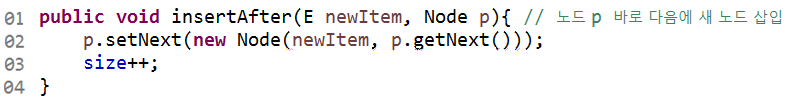 01 public void insertAfter(E newItem, Node p){ // 노드 p 바로 다음에 새 노드 삽입
02     p.setNext(new Node(newItem, p.getNext()));
03     size++;
04 }